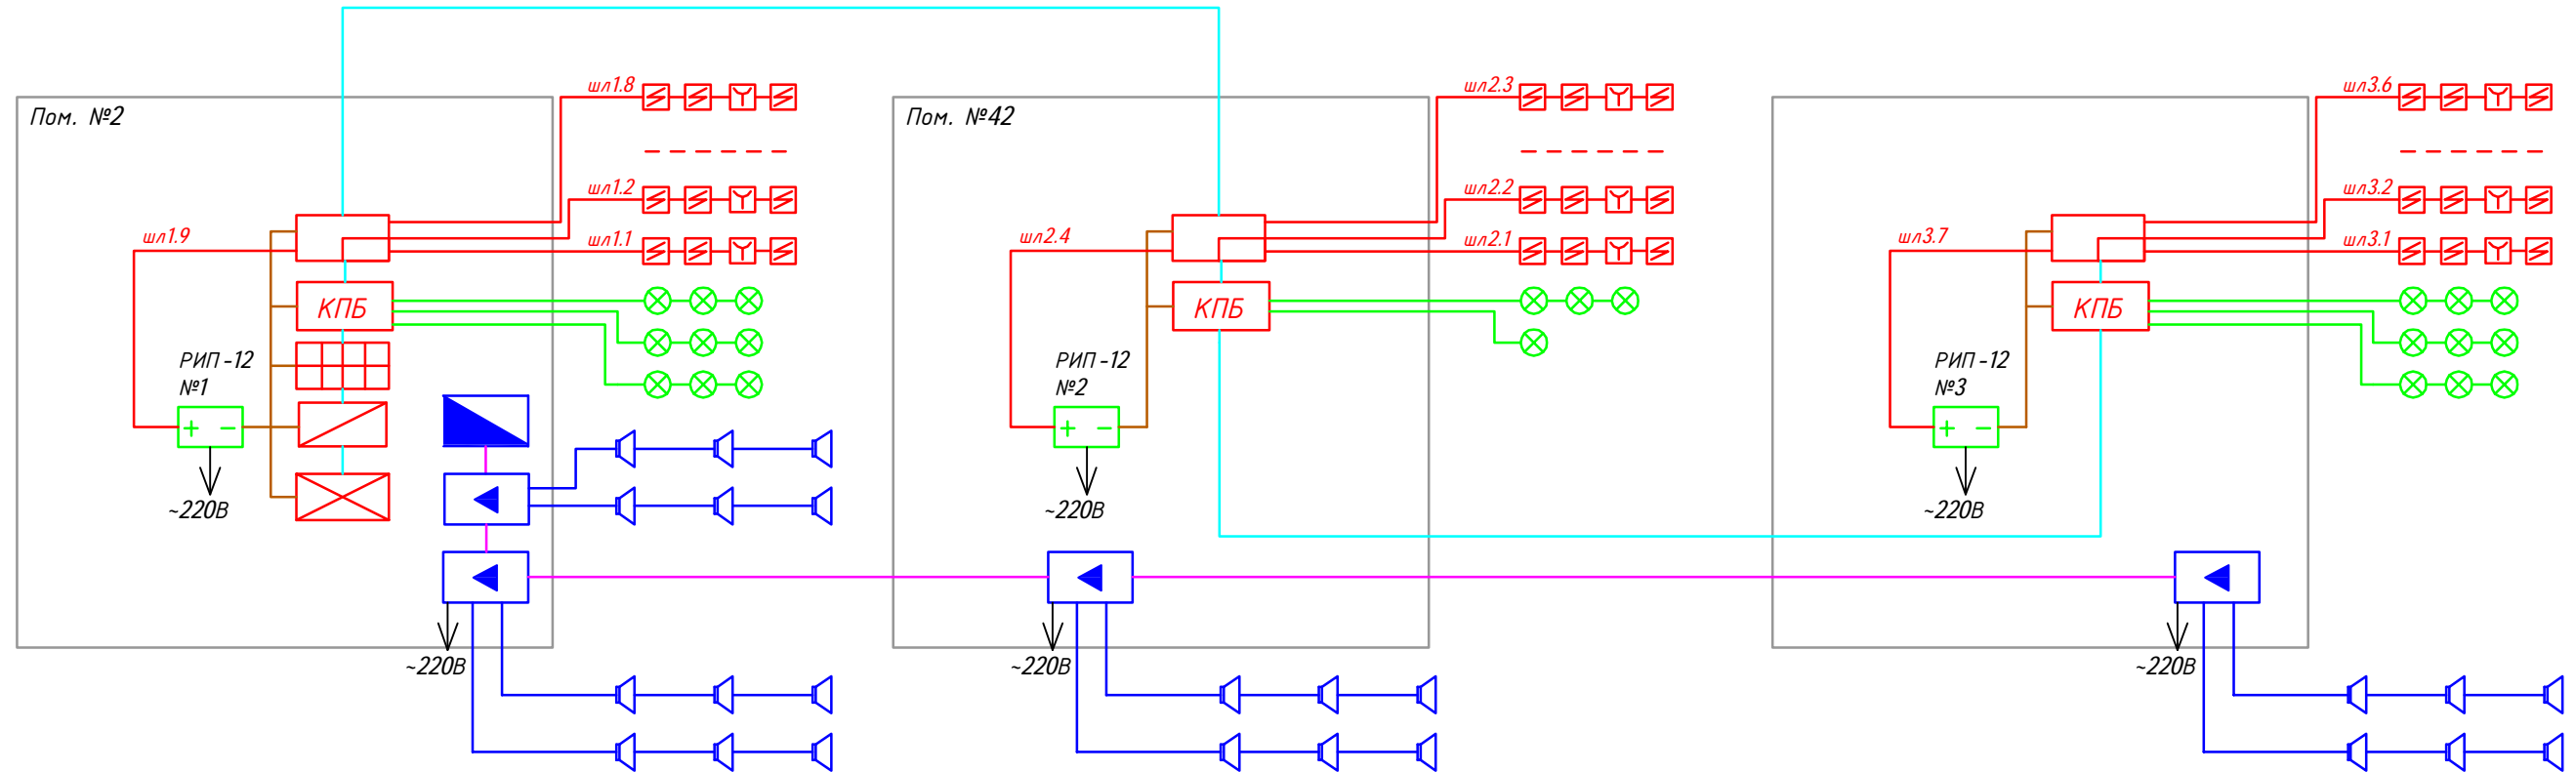 Пом. №2
шл1.8
шл1.2
шл1.9
шл1.1
КПБ
РИП-12
№1
+ −
~220В
~220В
Пом. №42
шл2.3
шл2.2
шл2.4
шл2.1
КПБ
РИП-12
№2
+ −
~220В
~220В
шл3.6
шл3.2
шл3.7
шл3.1
КПБ
РИП-12
№3
+ −
~220В
~220В